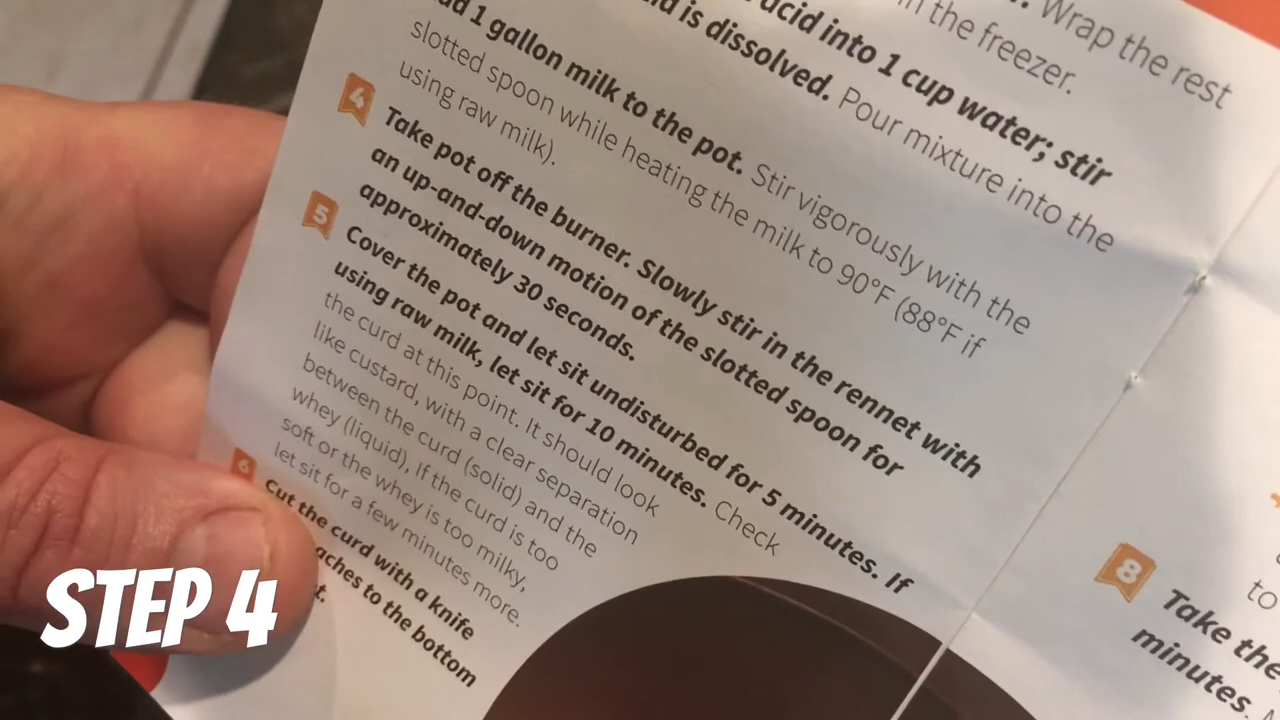 Wrap the rest
in the freezer.
acid into 1 cup water; stir
is dissolved. Pour mixture into the
1 gallon milk to the pot. Stir vigorously with the
slotted spoon while heating the milk to 90°F (88°F if
using raw milk).
4 Take pot off the burner. Slowly stir in the rennet with
an up-and-down motion of the slotted spoon for
approximately 30 seconds.
5 Cover the pot and let sit undisturbed for 5 minutes. If
using raw milk, let sit for 10 minutes. Check
the curd at this point. It should look
like custard, with a clear separation
between the curd (solid) and the
whey (liquid), If the curd is too
soft or the whey is too milky,
let sit for a few minutes more.
6 Cut the curd with a knife
aches to the bottom
t.
to
8 Take the
minutes.
STEP 4